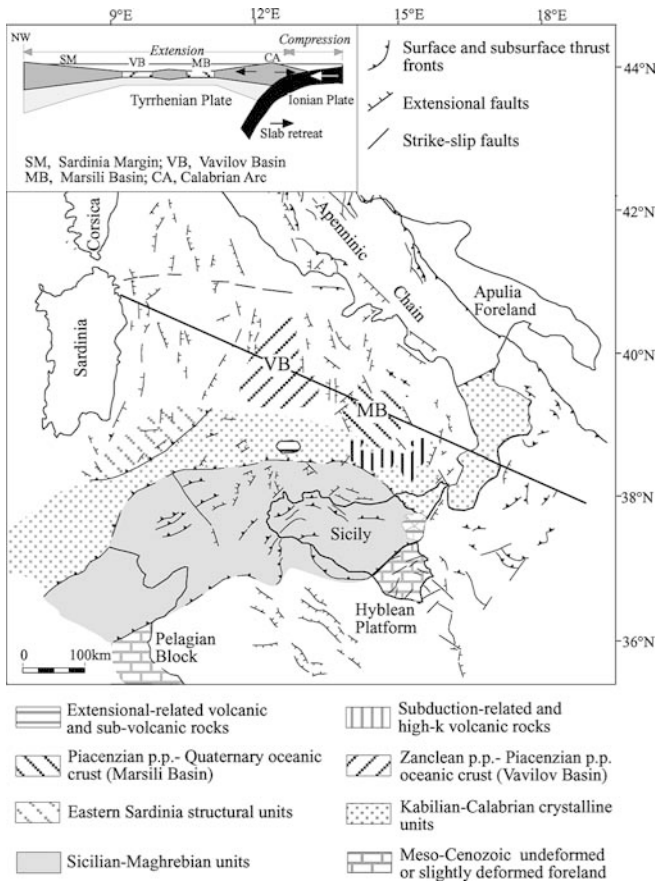 9°E
12°E
15°E
18°E
NW
Extension
Compression
SM
VB
MB
CA
Tyrrhenian Plate
Ionian Plate
Slab retreat
SM, Sardinia Margin; VB, Vavilov Basin
MB, Marsili Basin; CA, Calabrian Arc
Surface and subsurface thrust
fronts
Extensional faults
Strike-slip faults
44°N
42°N
40°N
38°N
36°N
Corsica
Sardinia
Apenninic
Chain
Apulia
Foreland
VB
MB
Sicily
Hyblean
Platform
Pelagian
Block
0
100km
Extensional-related volcanic
and sub-volcanic rocks
Subduction-related and
high-k volcanic rocks
Piacenzian p.p.- Quaternary oceanic
crust (Marsili Basin)
Zanclean p.p.- Piacenzian p.p.
oceanic crust (Vavilov Basin)
Eastern Sardinia structural units
Kabilian-Calabrian crystalline
units
Sicilian-Maghrebian units
Meso-Cenozoic undeformed
or slightly deformed foreland